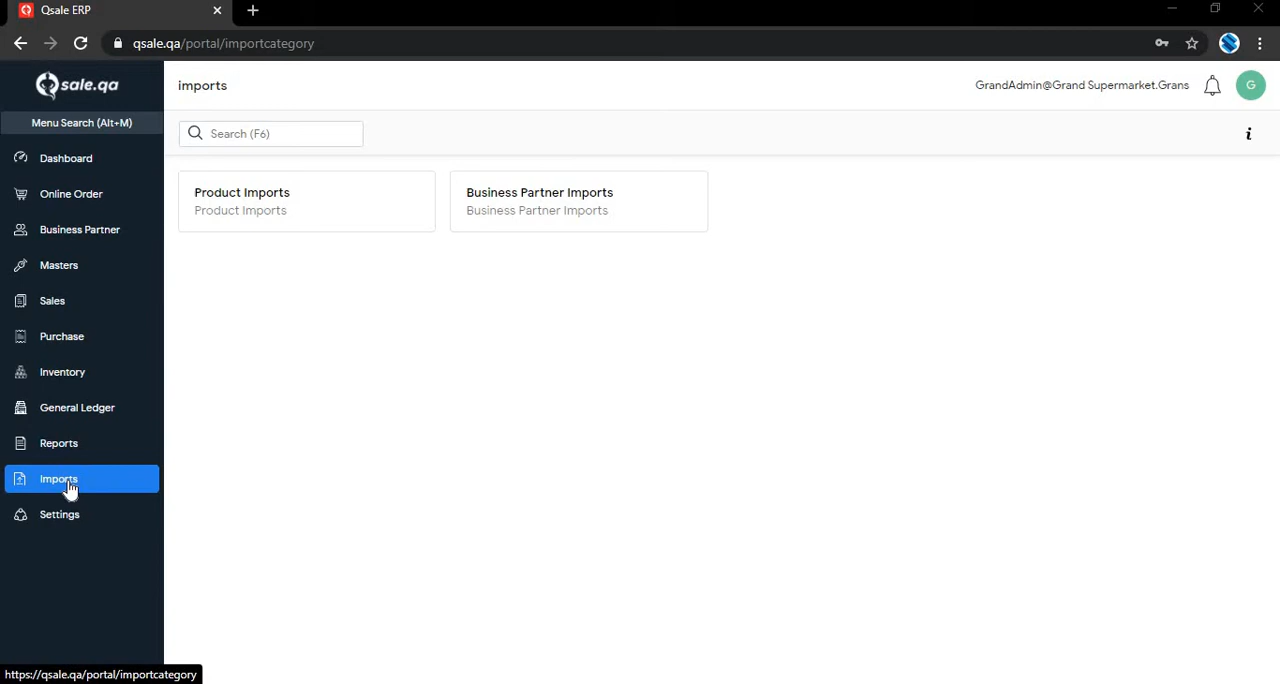 Qsale ERP
qsale.qa/portal/importcategory
sale.qa
imports
GrandAdmin@Grand Supermarket.Grans
G
Menu Search (Alt+M)
Search (F6)
i
Dashboard
Online Order
Business Partner
Masters
Sales
Purchase
Inventory
General Ledger
Reports
Imports
Settings
Product Imports
Product Imports
Business Partner Imports
Business Partner Imports
https://qsale.qa/portal/importcategory